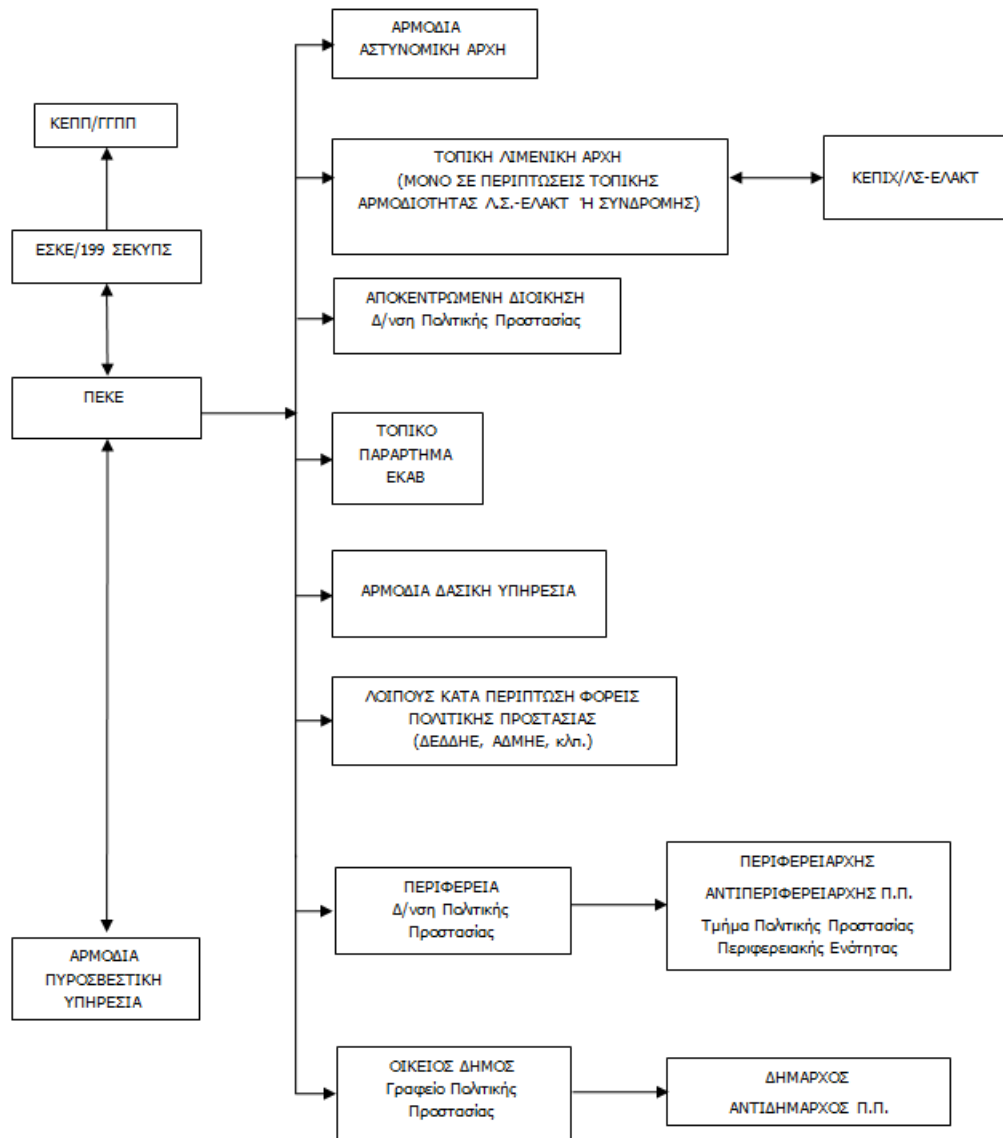 ΑΡΜΟΔΙΑ
ΑΣΤΥΝΟΜΙΚΗ ΑΡΧΗ
ΚΕΠΠ/ΓΓΠΠ
ΤΟΠΙΚΗ ΛΙΜΕΝΙΚΗ ΑΡΧΗ
(ΜΟΝΟ ΣΕ ΠΕΡΙΠΤΩΣΕΙΣ ΤΟΠΙΚΗΣ
ΑΡΜΟΔΙΟΤΗΤΑΣ Λ.Σ.-ΕΛΑΚΤ Ή ΣΥΝΔΡΟΜΗΣ)
ΚΕΠΙΧ/ΛΣ-ΕΛΑΚΤ
ΕΣΚΕ/199 ΣΕΚΥΠΣ
ΑΠΟΚΕΝΤΡΩΜΕΝΗ ΔΙΟΙΚΗΣΗ
Δ/νση Πολιτικής Προστασίας
ΠΕΚΕ
ΤΟΠΙΚΟ
ΠΑΡΑΡΤΗΜΑ
ΕΚΑΒ
ΑΡΜΟΔΙΑ ΔΑΣΙΚΗ ΥΠΗΡΕΣΙΑ
ΛΟΙΠΟΥΣ ΚΑΤΑ ΠΕΡΙΠΤΩΣΗ ΦΟΡΕΙΣ
ΠΟΛΙΤΙΚΗΣ ΠΡΟΣΤΑΣΙΑΣ
(ΔΕΔΔΗΕ, ΑΔΜΗΕ, κλπ.)
ΠΕΡΙΦΕΡΕΙΑ
Δ/νση Πολιτικής
Προστασίας
ΠΕΡΙΦΕΡΕΙΑΡΧΗΣ
ΑΝΤΙΠΕΡΙΦΕΡΕΙΑΡΧΗΣ Π.Π.
Τμήμα Πολιτικής Προστασίας
Περιφερειακής Ενότητας
ΑΡΜΟΔΙΑ
ΠΥΡΟΣΒΕΣΤΙΚΗ
ΥΠΗΡΕΣΙΑ
ΟΙΚΕΙΟΣ ΔΗΜΟΣ
Γραφείο Πολιτικής
Προστασίας
ΔΗΜΑΡΧΟΣ
ΑΝΤΙΔΗΜΑΡΧΟΣ Π.Π.